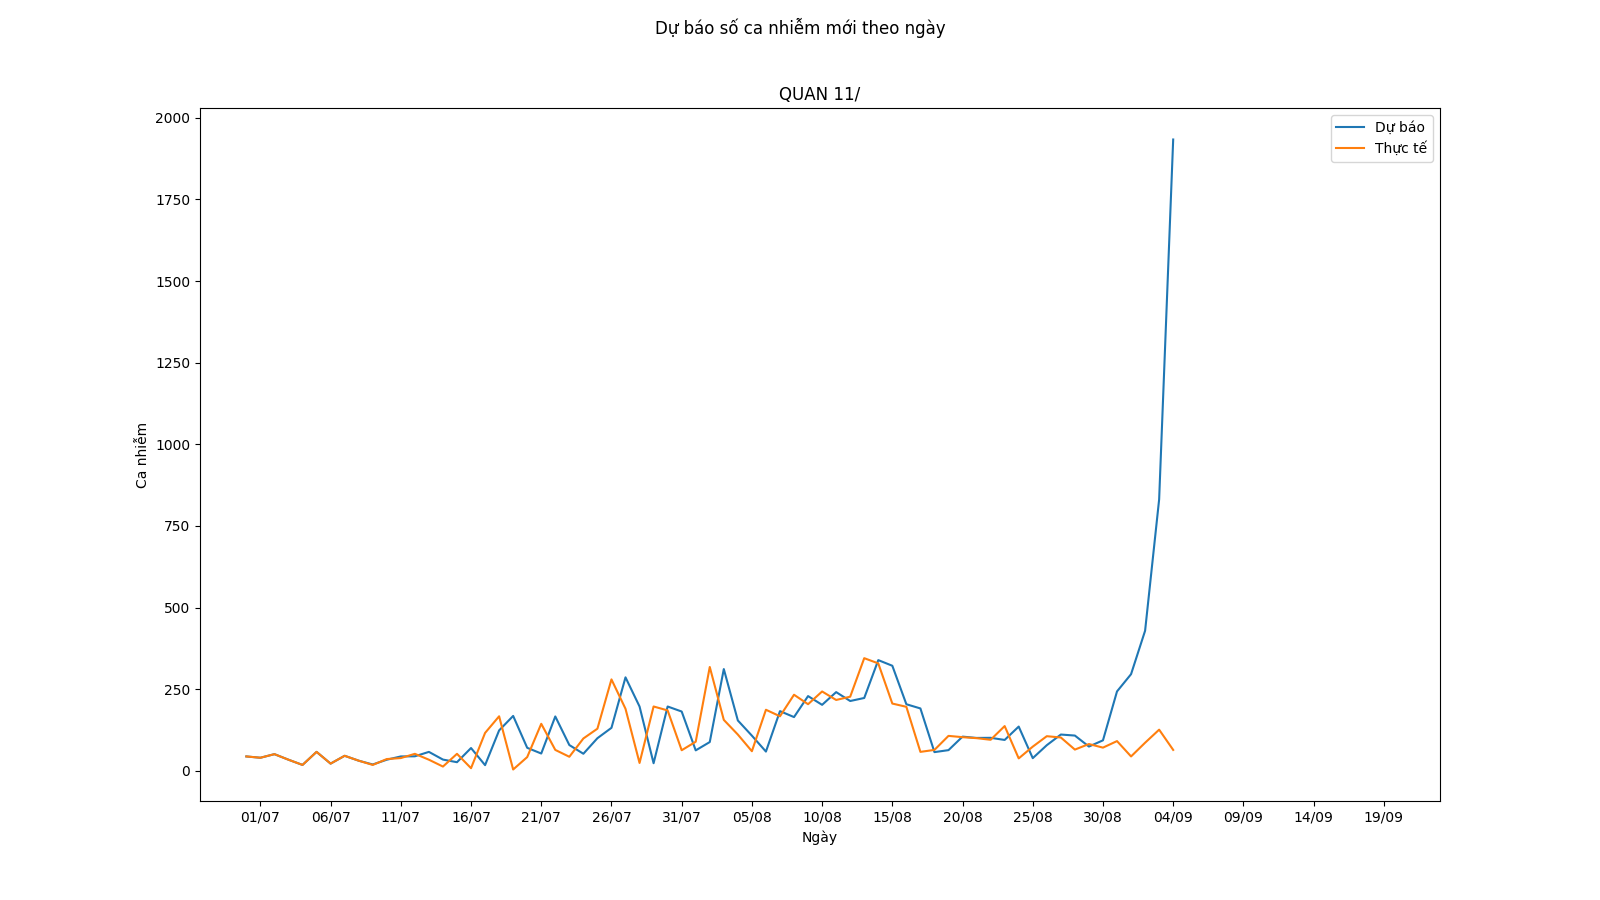 Dự báo số ca nhiễm mới theo ngày
QUAN 11/
Dự báo
Thực tế
2000
1750
1500
1250
1000
750
500
250
0
Ca nhiễm
01/07 06/07 11/07 16/07 21/07 26/07 31/07 05/08 10/08 15/08 20/08 25/08 30/08 04/09 09/09 14/09 19/09
Ngày